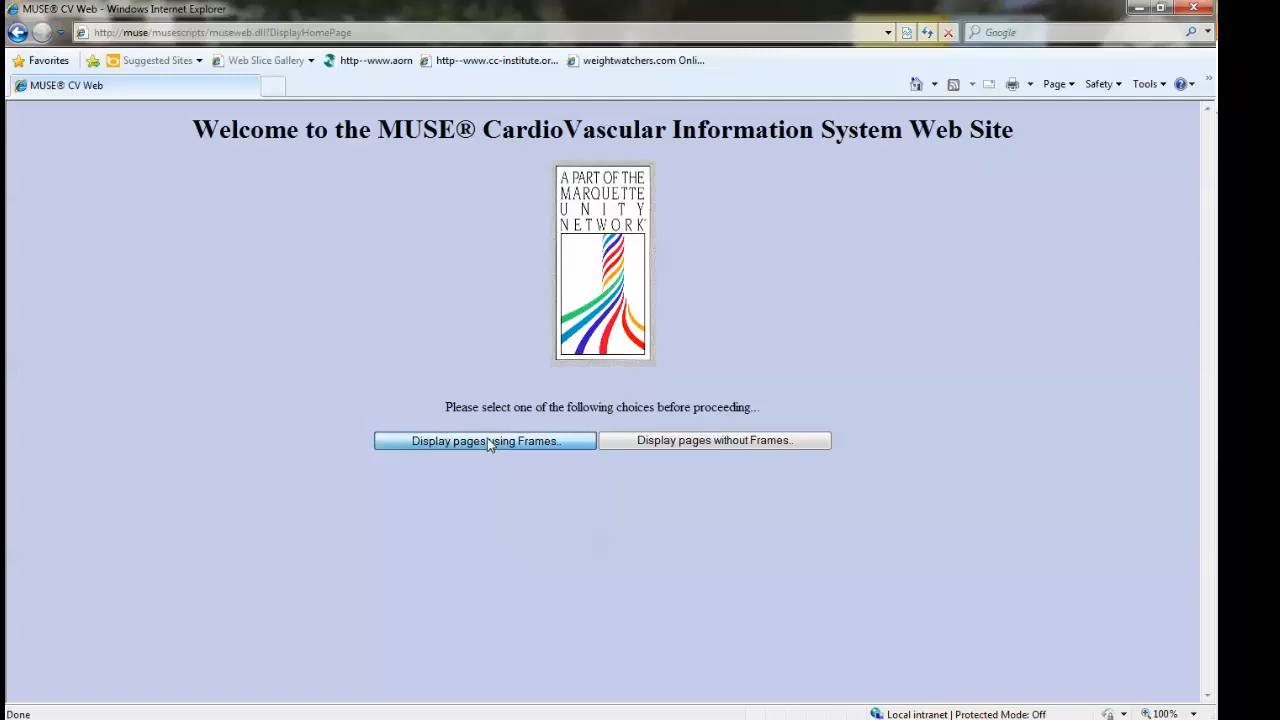 MUSE® CV Web - Windows Internet Explorer
http://muse/musescripts/museweb.dll?DisplayHomePage
Google
Favorites
Suggested Sites
Web Slice Gallery
http--www.aorn
http--www.cc-institute.or...
weightwatchers.com Onli...
MUSE® CV Web
Page
Safety
Tools
Welcome to the MUSE® CardioVascular Information System Web Site
A PART OF THE
MARQUETTE
UNITY
NETWORK
Please select one of the following choices before proceeding...
Display pages using Frames..
Display pages without Frames..
Done
Local intranet | Protected Mode: Off
100%